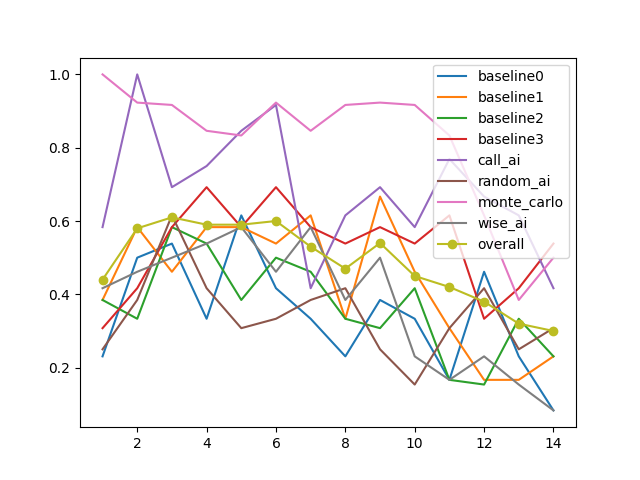 1.0
0.8
0.6
0.4
0.2
2
4
6
8
10
12
14
baseline0
baseline1
baseline2
baseline3
call_ai
random_ai
monte_carlo
wise_ai
overall